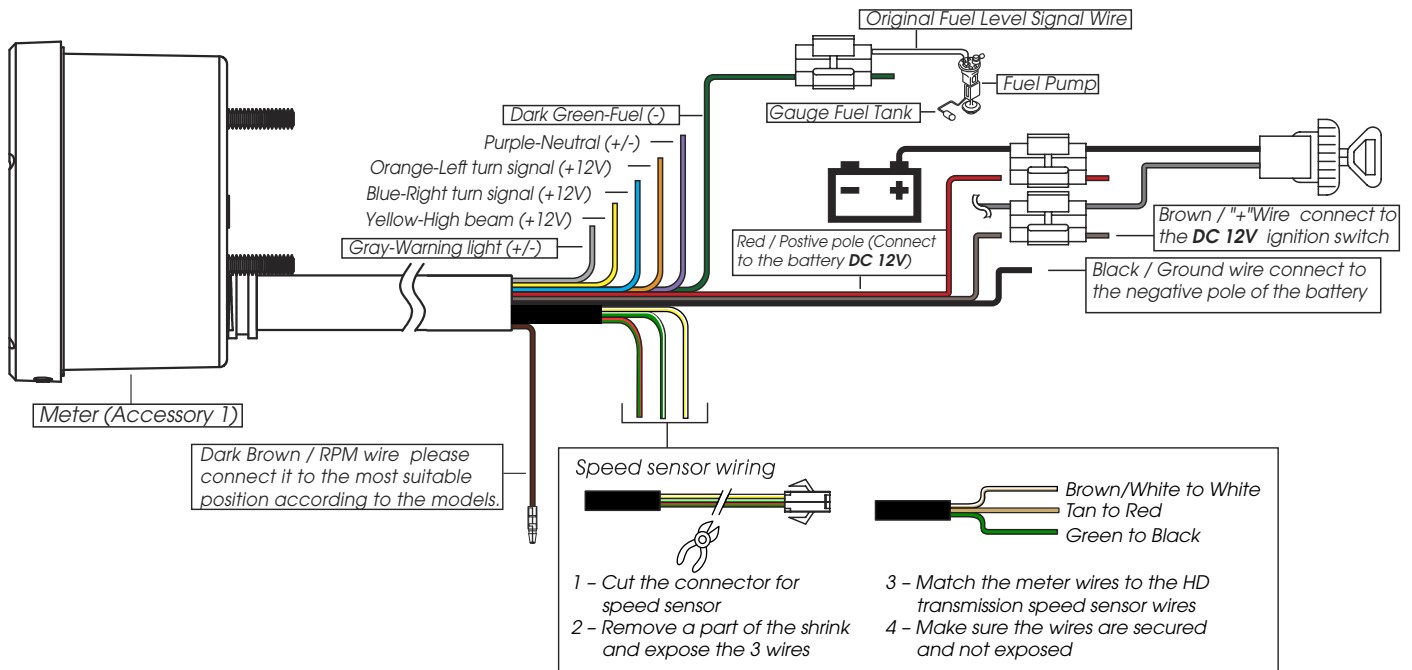 Original Fuel Level Signal Wire
Fuel Pump
Gauge Fuel Tank
Dark Green-Fuel (-)
Purple-Neutral (+/-)
Orange-Left turn signal (+12V)
Blue-Right turn signal (+12V)
Yellow-High beam (+12V)
Gray-Warning light (+/-)
- +
Red / Postive pole (Connect
to the battery DC 12V)
Brown / "+"Wire connect to
the DC 12V ignition switch
Black / Ground wire connect to
the negative pole of the battery
Meter (Accessory 1)
Dark Brown / RPM wire please
connect it to the most suitable
position according to the models.
Speed sensor wiring
Brown/White to White
Tan to Red
Green to Black
1 – Cut the connector for
speed sensor
2 – Remove a part of the shrink
and expose the 3 wires
3 – Match the meter wires to the HD
transmission speed sensor wires
4 – Make sure the wires are secured
and not exposed